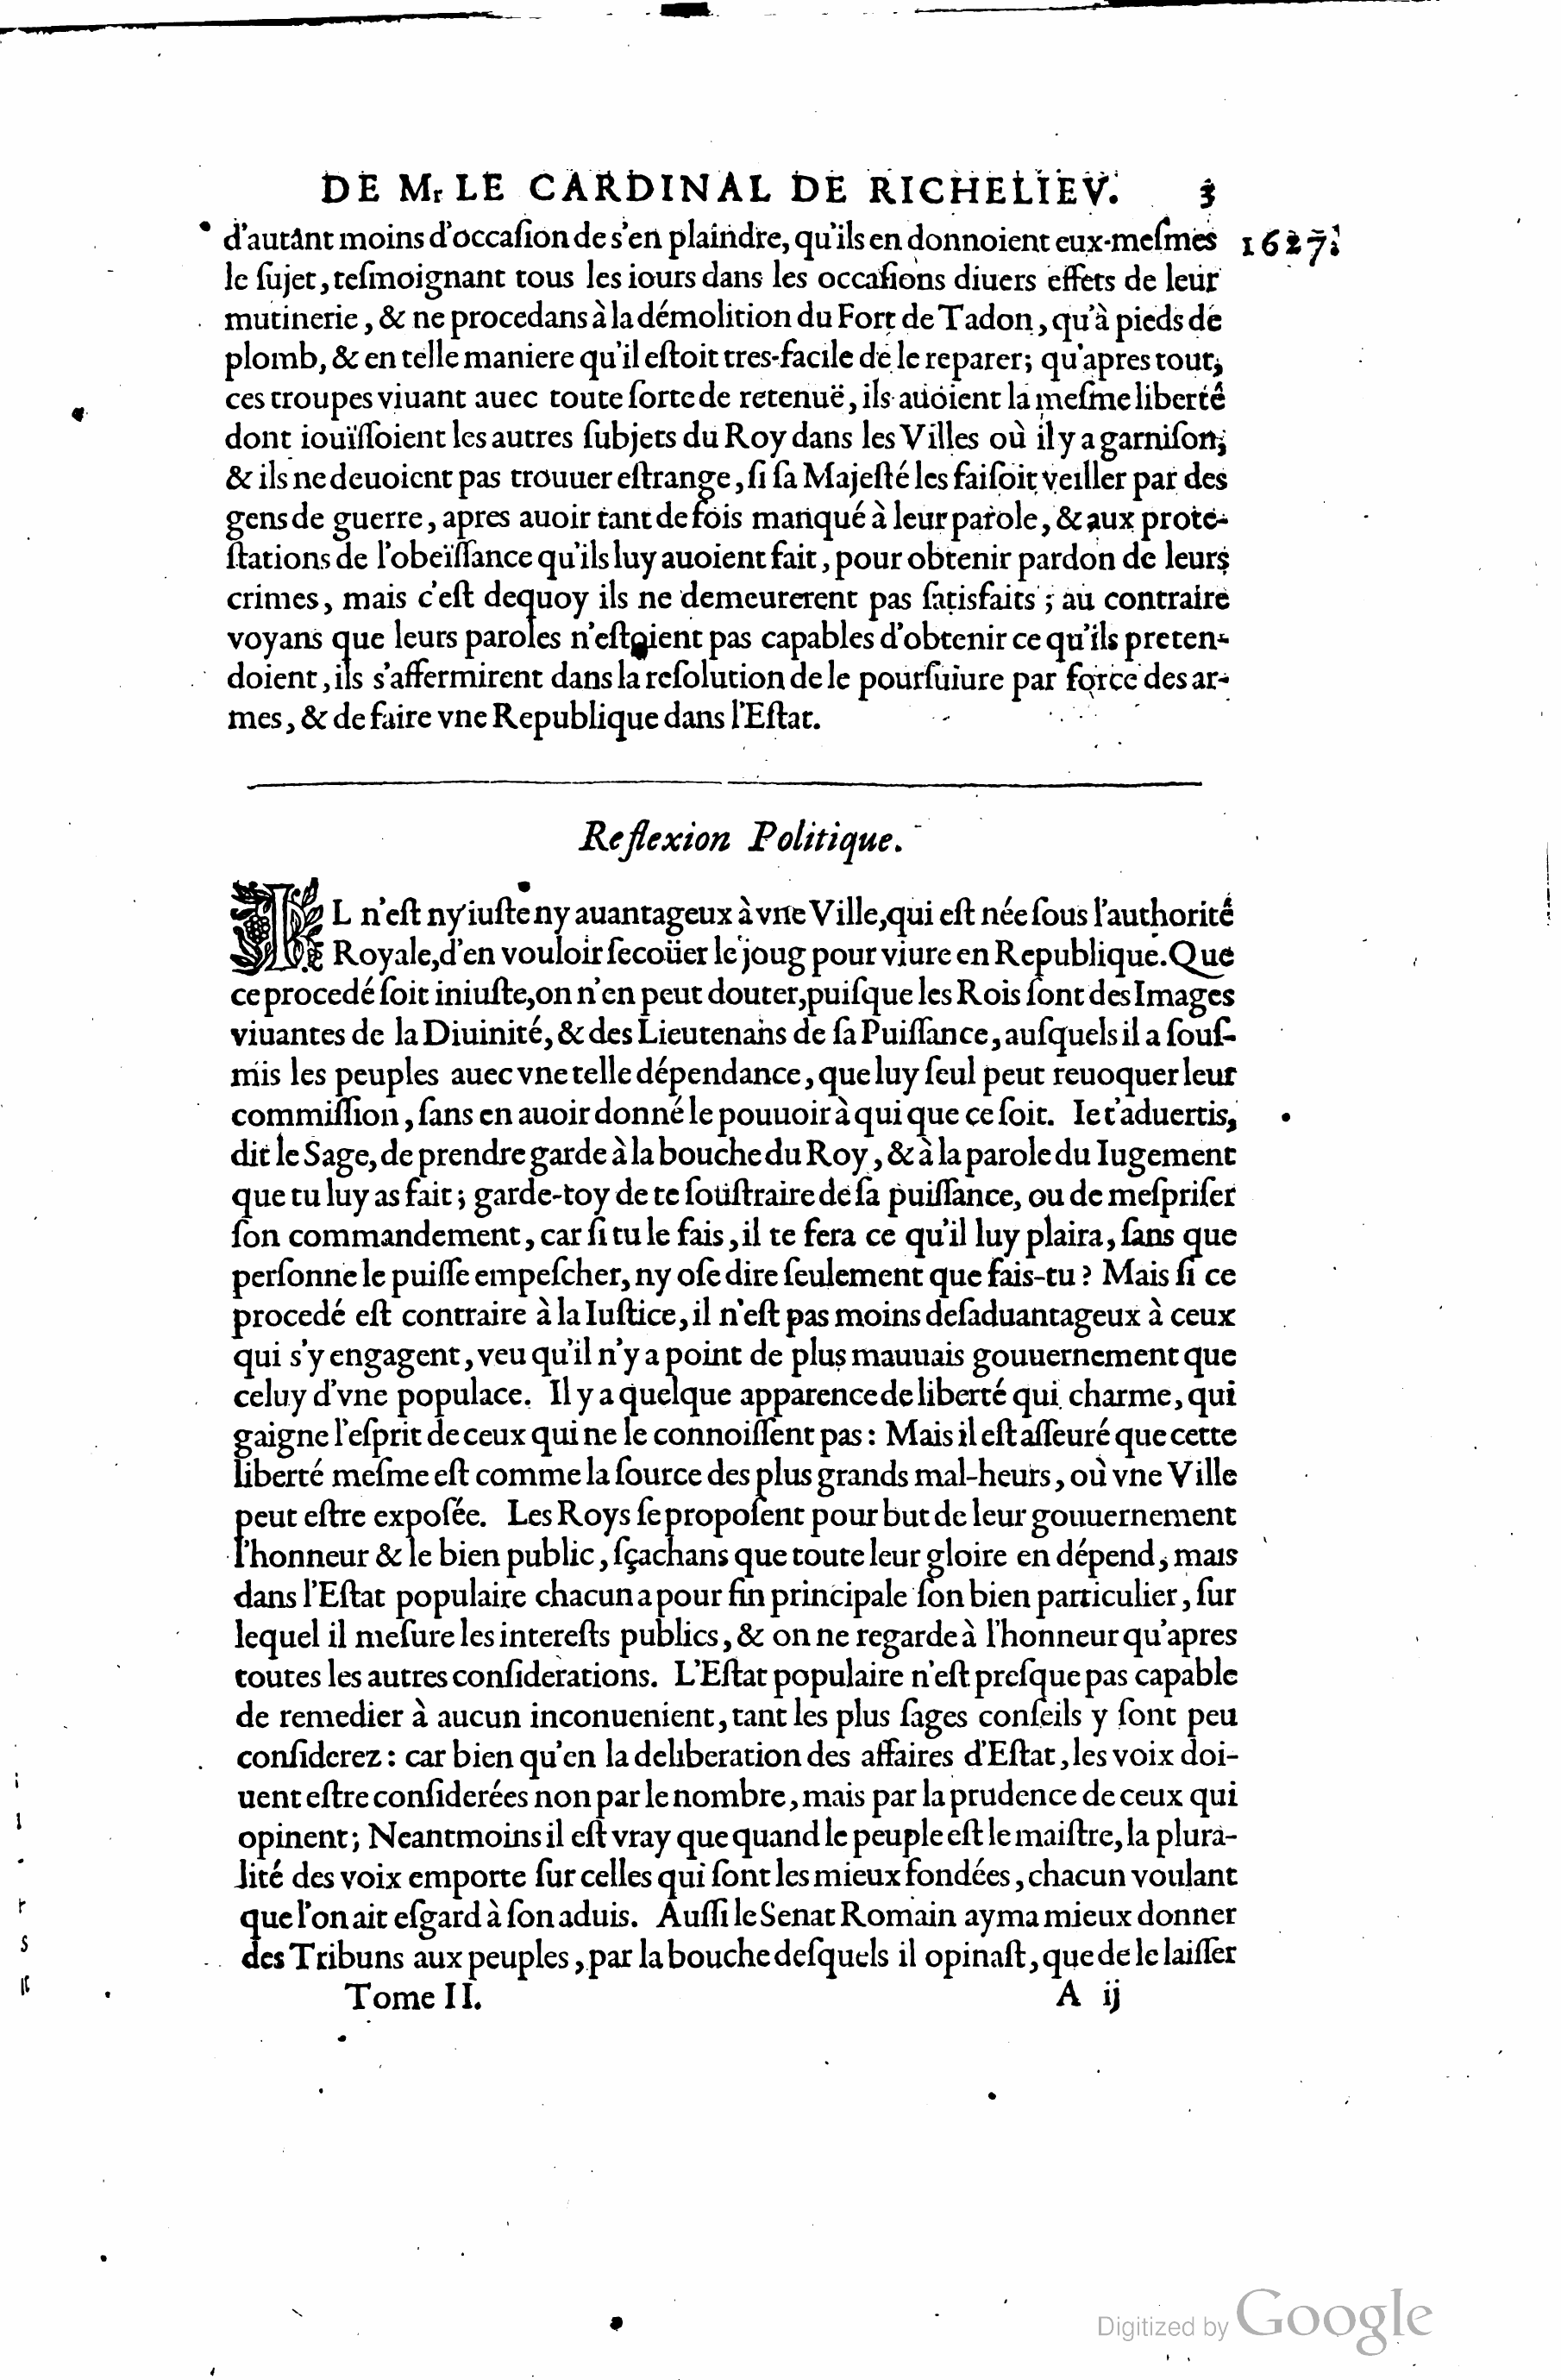 DE Mr LE CARDINAL DE RICHELIEV. 3
d'autant moins d'occaſion de s'en plaindre, qu'ils en donnoient eux-meſmes 1627.
le ſujet, teſmoignant tous les iours dans les occaſions diuers effets de leur
mutinerie, & ne procedans à la démolition du Fort de Tadon, qu'à pieds de
plomb, & en telle maniere qu'il eſtoit tres-facile de le reparer; qu'apres tout,
ces troupes viuant auec toute ſorte de retenuë, ils auoient la meſme liberté
dont iouïſſoient les autres ſubjets du Roy dans les Villes où il y a garniſon;
& ils ne deuoient pas trouuer eſtrange, ſi ſa Majeſté les faiſoit veiller par des
gens de guerre, apres auoir tant de fois manqué à leur parole, & aux prote-
ſtations de l'obeïſſance qu'ils luy auoient fait, pour obtenir pardon de leurs
crimes, mais c'eſt dequoy ils ne demeurerent pas ſatisfaits; au contraire
voyans que leurs paroles n'eſtoient pas capables d'obtenir ce qu'ils preten-
doient, ils s'affermirent dans la reſolution de le pourſuiure par force des ar-
mes, & de faire vne Republique dans l'Eſtat.
Reflexion Politique.
IL n'eſt ny iuſte ny auantageux à vne Ville, qui eſt née ſous l'authorité
Royale, d'en vouloir ſecoüer le joug pour viure en Republique. Que
ce procedé ſoit iniuſte, on n'en peut douter, puiſque les Rois ſont des Images
viuantes de la Diuinité, & des Lieutenans de ſa Puiſſance, auſquels il a ſouſ-
mis les peuples auec vne telle dépendance, que luy ſeul peut reuoquer leur
commiſſion, ſans en auoir donné le pouuoir à qui que ce ſoit. Ie t'aduertis,
dit le Sage, de prendre garde à la bouche du Roy, & à la parole du Iugement
que tu luy as fait; garde-toy de te ſouſtraire de ſa puiſſance, ou de meſpriſer
ſon commandement, car ſi tu le fais, il te fera ce qu'il luy plaira, ſans que
perſonne le puiſſe empeſcher, ny oſe dire ſeulement que fais-tu? Mais ſi ce
procedé eſt contraire à la Iuſtice, il n'eſt pas moins deſaduantageux à ceux
qui s'y engagent, veu qu'il n'y a point de plus mauuais gouuernement que
celuy d'vne populace. Il y a quelque apparence de liberté qui charme, qui
gaigne l'eſprit de ceux qui ne le connoiſſent pas: Mais il eſt aſſeuré que cette
liberté meſme eſt comme la ſource des plus grands mal-heurs, où vne Ville
peut eſtre expoſée. Les Roys ſe propoſent pour but de leur gouuernement
l'honneur & le bien public, ſçachans que toute leur gloire en dépend, mais
dans l'Eſtat populaire chacun a pour fin principale ſon bien particulier, ſur
lequel il meſure les intereſts publics, & on ne regarde à l'honneur qu'apres
toutes les autres conſiderations. L'Eſtat populaire n'eſt preſque pas capable
de remedier à aucun inconuenient, tant les plus ſages conſeils y ſont peu
conſiderez: car bien qu'en la deliberation des affaires d'Eſtat, les voix doi-
uent eſtre conſiderées non par le nombre, mais par la prudence de ceux qui
opinent; Neantmoins il eſt vray que quand le peuple eſt le maiſtre, la plura-
lité des voix emporte ſur celles qui ſont les mieux fondées, chacun voulant
que l'on ait eſgard à ſon aduis. Auſſi le Senat Romain ayma mieux donner
des Tribuns aux peuples, par la bouche deſquels il opinaſt, que de le laiſſer
Tome II. A ij
Digitized by Google